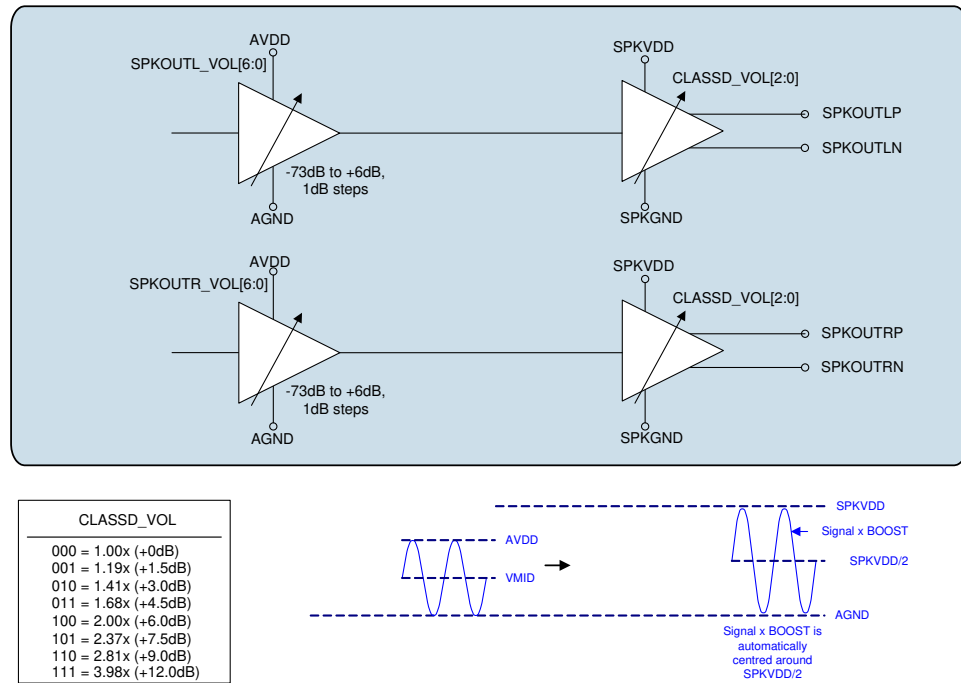 AVDD
SPKOUTL_VOL[6:0]
SPKVDD
CLASSD_VOL[2:0]
SPKOUTLP
SPKOUTLN
-73dB to +6dB,
1dB steps
AGND
SPKGND
AVDD
SPKOUTR_VOL[6:0]
SPKVDD
CLASSD_VOL[2:0]
SPKOUTRP
SPKOUTRN
-73dB to +6dB,
1dB steps
AGND
SPKGND
CLASSD_VOL
000 = 1.00x (+0dB)
001 = 1.19x (+1.5dB)
010 = 1.41x (+3.0dB)
011 = 1.68x (+4.5dB)
100 = 2.00x (+6.0dB)
101 = 2.37x (+7.5dB)
110 = 2.81x (+9.0dB)
111 = 3.98x (+12.0dB)
AVDD
VMID
SPKVDD
Signal x BOOST
SPKVDD/2
AGND
Signal x BOOST is
automatically
centred around
SPKVDD/2